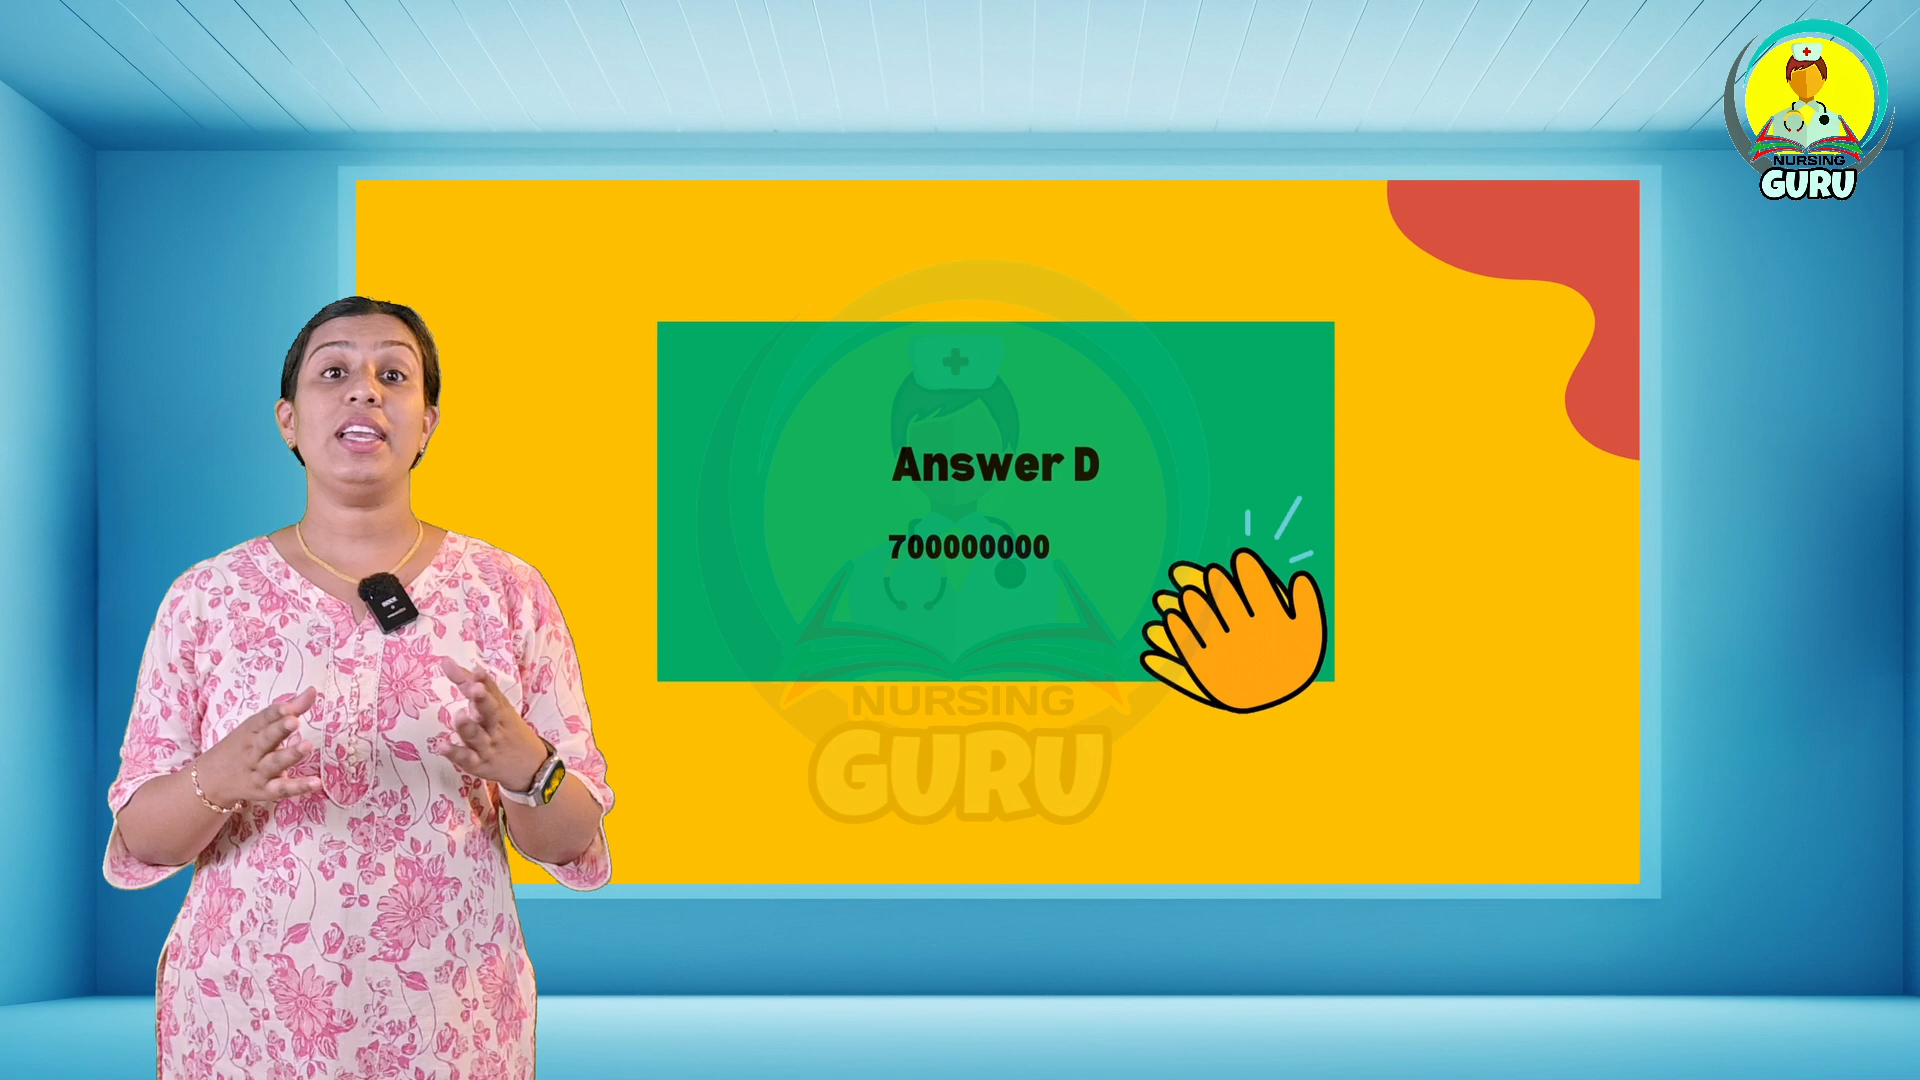 NURSING
GURU
Answer D
700000000
NURSING
GURU